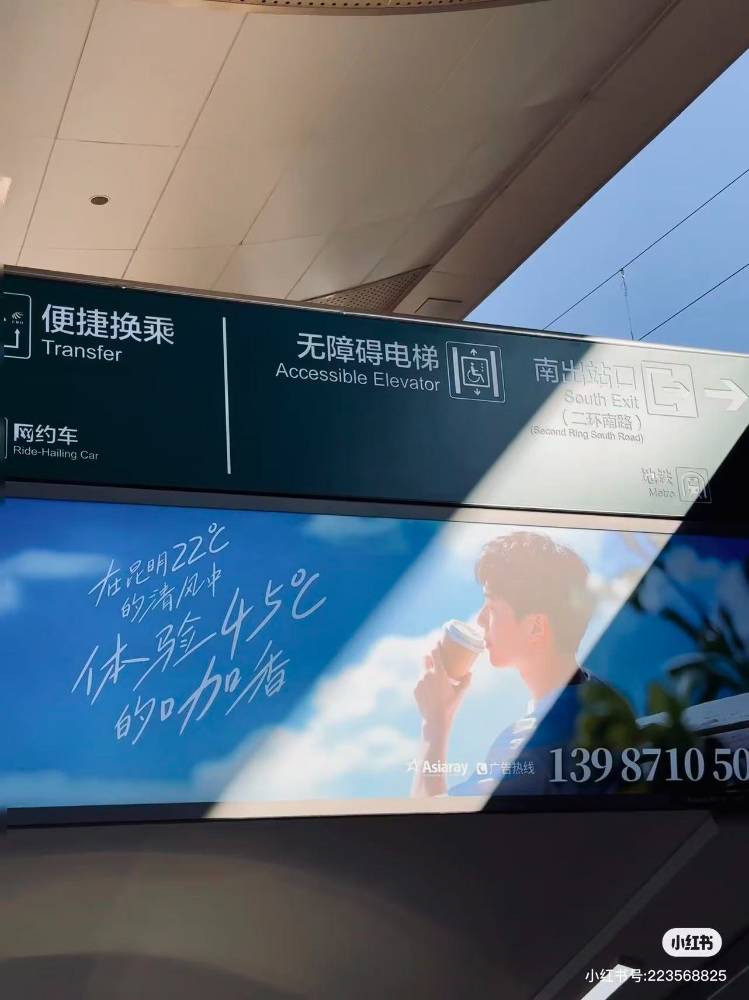 便捷换乘
Transfer
网约车
Ride-Hailing Car
无障碍电梯
Accessible Elevator
南出站口
South Exit
(二环南路)
(Second Ring South Road)
地铁
Metro
在昆明22℃
的清风中
体验45℃
的咖香
Asiaray
广告热线
139 8710 50
小红书
小红书号:223568825